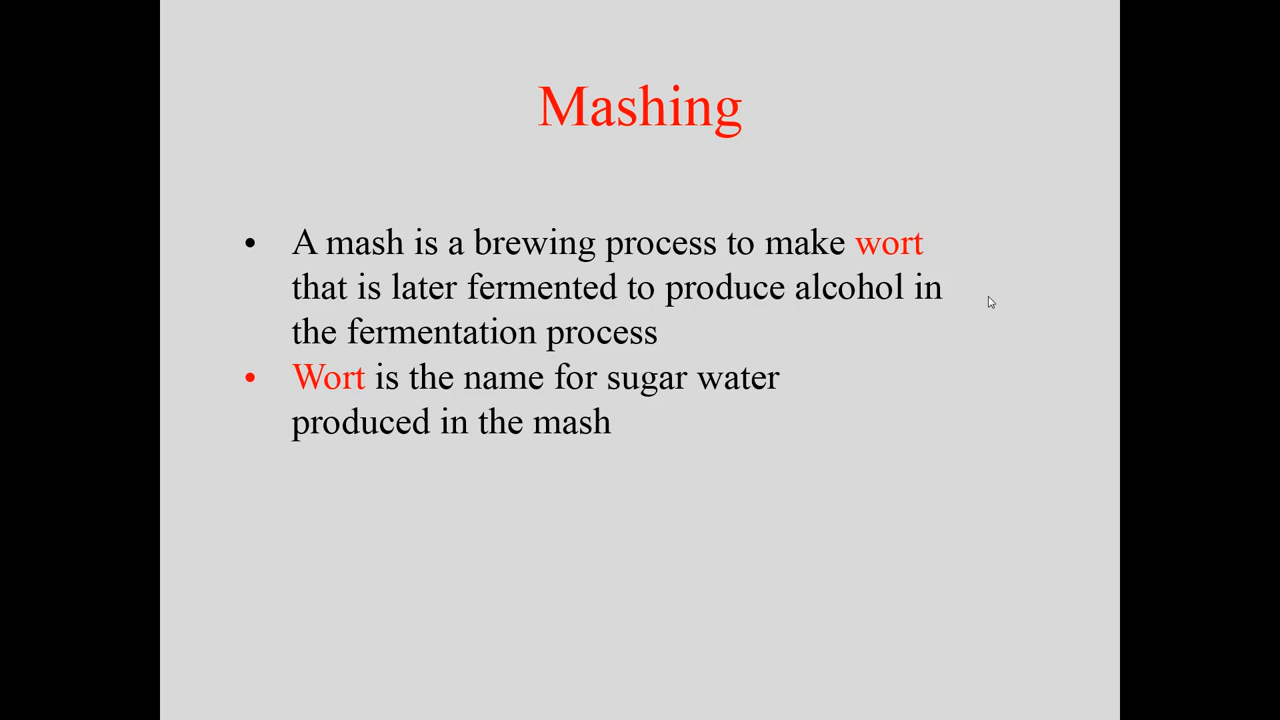 Mashing
• A mash is a brewing process to make wort
that is later fermented to produce alcohol in
the fermentation process
• Wort is the name for sugar water
produced in the mash